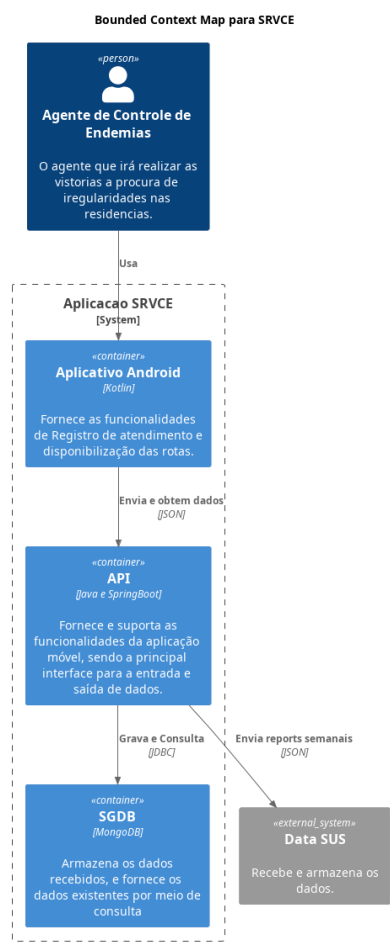 Bounded Context Map para SRVCE
«person»
Agente de Controle de
Endemias
O agente que irá realizar as
vistorias a procura de
iregularidades nas
residencias.
Usa
Aplicacao SRVCE
[System]
«container»
Aplicativo Android
[Kotlin]
Fornece as funcionalidades
de Registro de atendimento e
disponibilização das rotas.
Envia e obtem dados
[JSON]
«container»
API
[Java e SpringBoot]
Fornece e suporta as
funcionalidades da aplicação
móvel, sendo a principal
interface para a entrada e
saída de dados.
Grava e Consulta
[JDBC]
Envia reports semanais
[JSON]
«container»
SGDB
[MongoDB]
Armazena os dados
recebidos, e fornece os
dados existentes por meio de
consulta
«external_system»
Data SUS
Recebe e armazena os
dados.